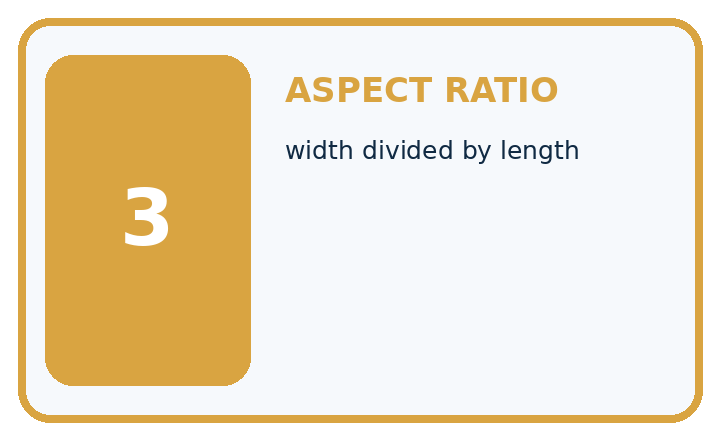 3
ASPECT RATIO
width divided by length